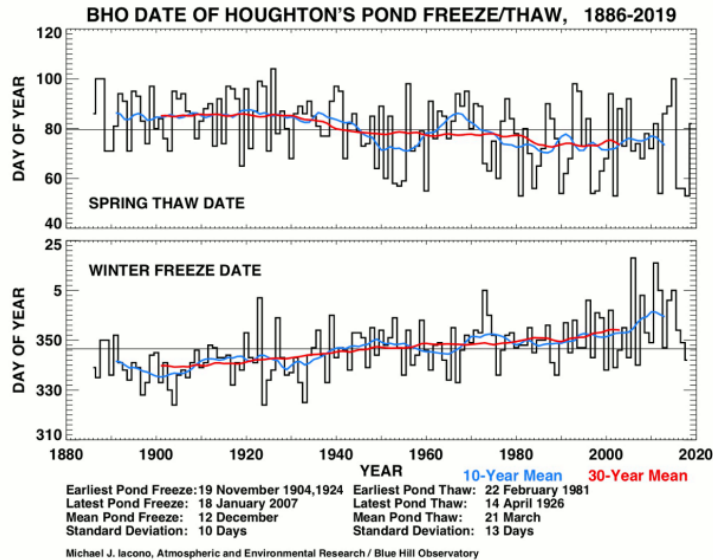 BHO DATE OF HOUGHTON'S POND FREEZE/THAW, 1886-2019
120
100
80
60
40
DAY OF YEAR
SPRING THAW DATE
25
5
350
330
310
DAY OF YEAR
WINTER FREEZE DATE
1880 1900 1920 1940 1960 1980 2000 2020
YEAR
10-Year Mean 30-Year Mean
Earliest Pond Freeze: 19 November 1904,1924 Earliest Pond Thaw: 22 February 1981
Latest Pond Freeze: 18 January 2007 Latest Pond Thaw: 14 April 1926
Mean Pond Freeze: 12 December Mean Pond Thaw: 21 March
Standard Deviation: 10 Days Standard Deviation: 13 Days
Michael J. Iacono, Atmospheric and Environmental Research / Blue Hill Observatory